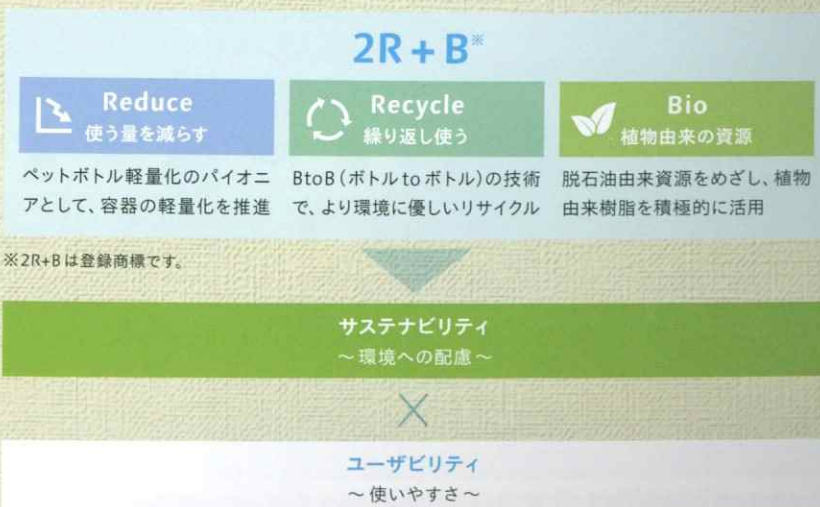 2R+B※
Reduce
使う量を減らす
ペットボトル軽量化のパイオニ
アとして、容器の軽量化を推進
Recycle
繰り返し使う
BtoB(ボトルtoボトル)の技術
で、より環境に優しいリサイクル
Bio
植物由来の資源
脱石油由来資源をめざし、植物
由来樹脂を積極的に活用
※2R+Bは登録商標です。
サステナビリティ
～環境への配慮～
×
ユーザビリティ
～使いやすさ～